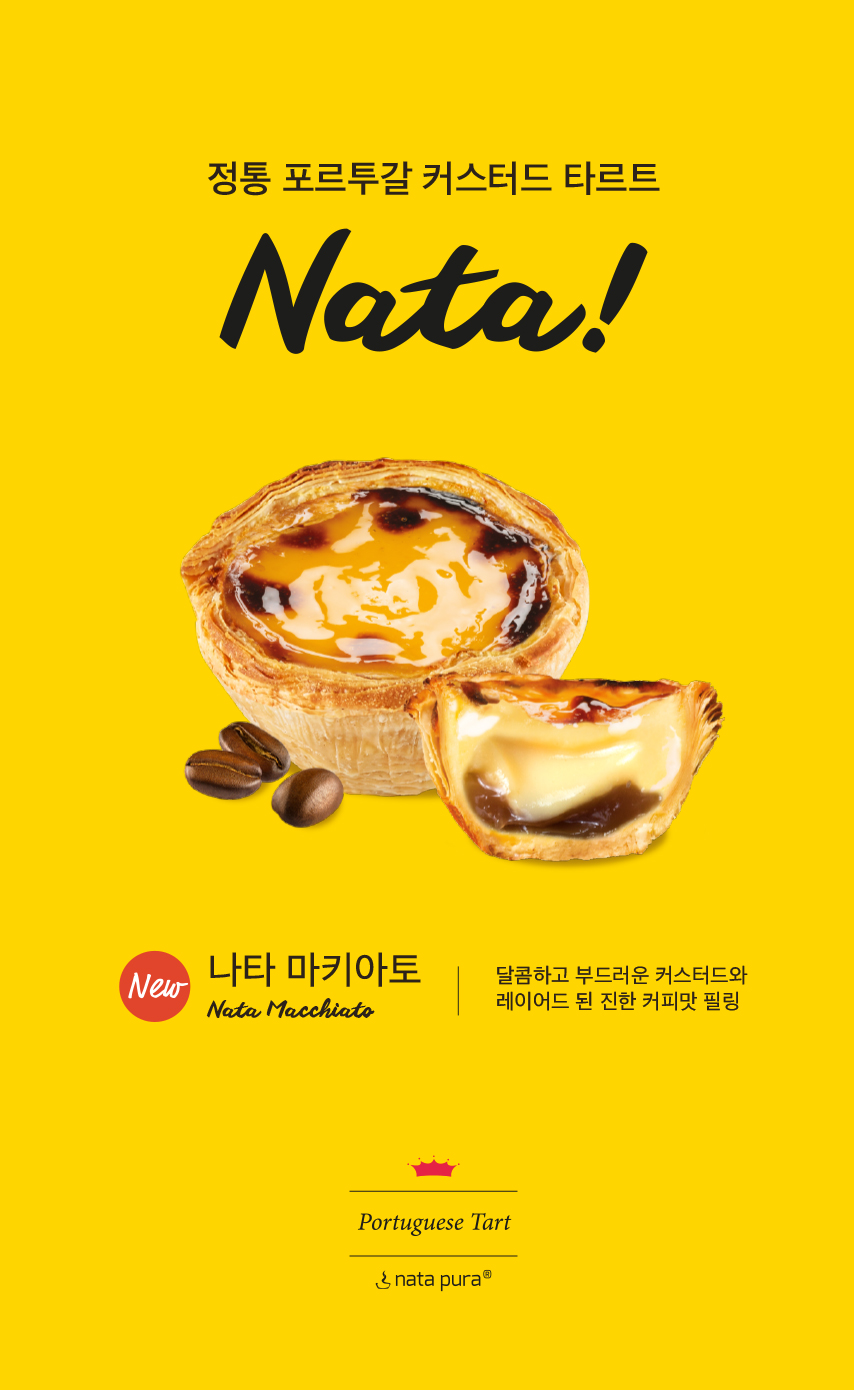 정통 포르투갈 커스터드 타르트
Nata!
New
나타 마키아토
Nata Macchiato
달콤하고 부드러운 커스터드와
레이어드 된 진한 커피맛 필링
Portuguese Tart
nata pura®